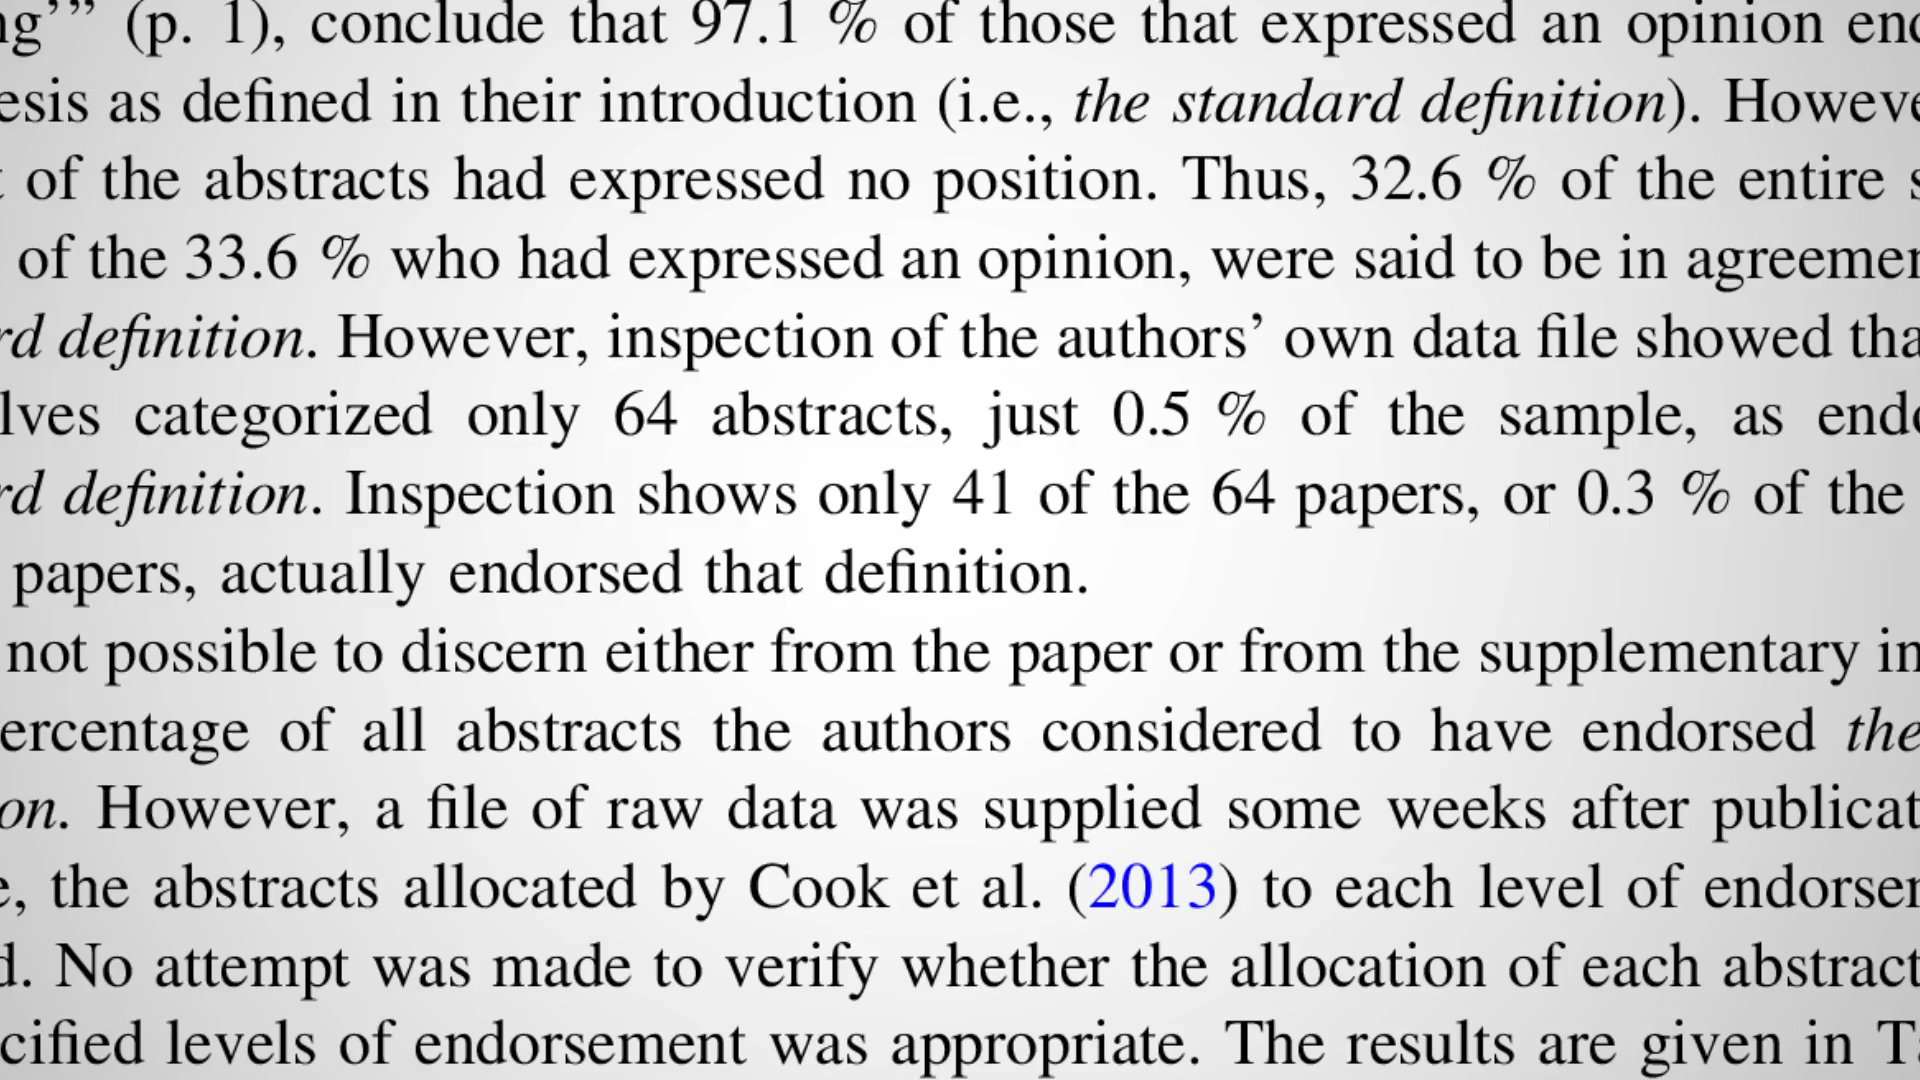 ng’” (p. 1), conclude that 97.1 % of those that expressed an opinion end
esis as defined in their introduction (i.e., the standard definition). Howeve
of the abstracts had expressed no position. Thus, 32.6 % of the entire s
of the 33.6 % who had expressed an opinion, were said to be in agreemen
rd definition. However, inspection of the authors’ own data file showed tha
lves categorized only 64 abstracts, just 0.5 % of the sample, as endo
rd definition. Inspection shows only 41 of the 64 papers, or 0.3 % of the
papers, actually endorsed that definition.
not possible to discern either from the paper or from the supplementary in
ercentage of all abstracts the authors considered to have endorsed the
on. However, a file of raw data was supplied some weeks after publicat
e, the abstracts allocated by Cook et al. (2013) to each level of endorsem
d. No attempt was made to verify whether the allocation of each abstract
cified levels of endorsement was appropriate. The results are given in Ta